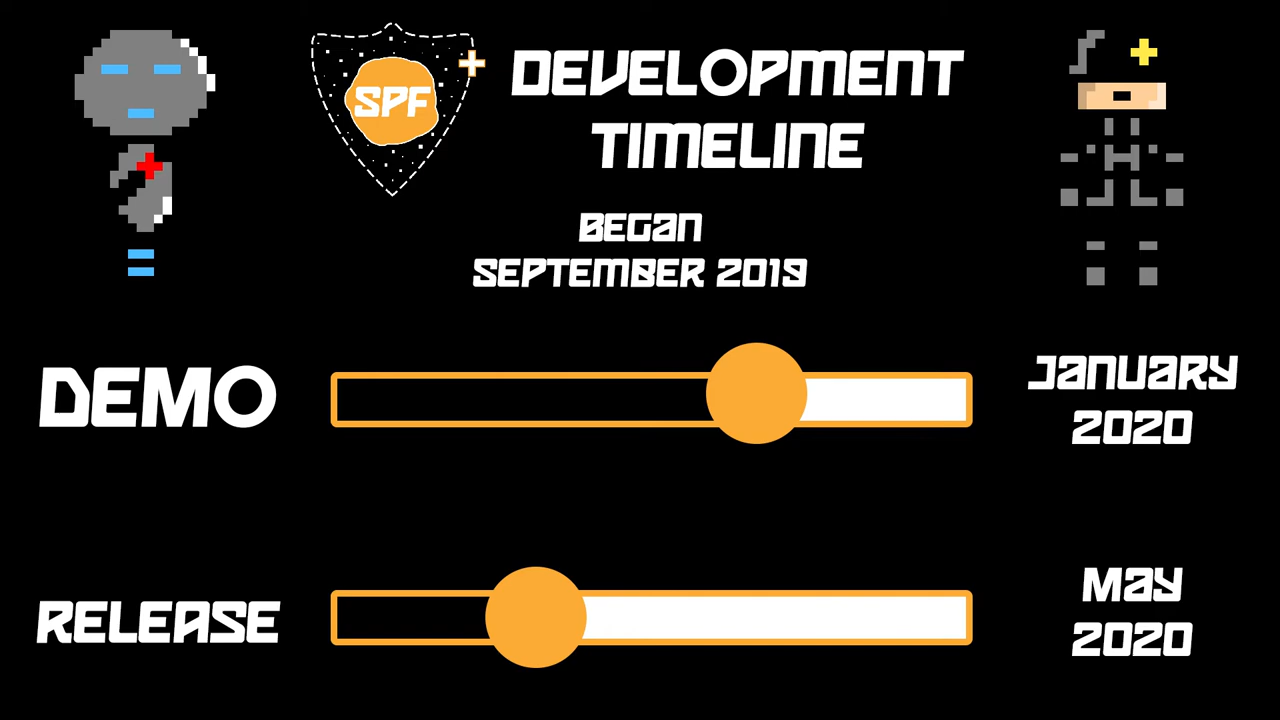 SPF
DEVELOPMENT
TIMELINE
BEGAN
SEPTEMBER 2019
DEMO
JANUARY
2020
RELEASE
MAY
2020